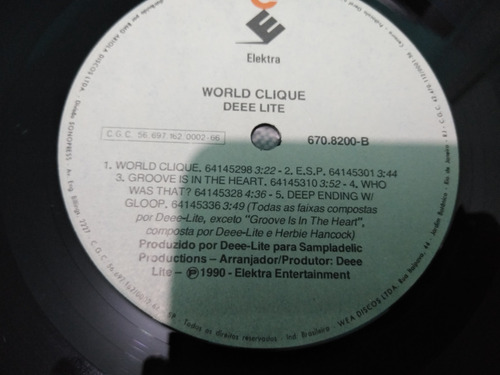 Elektra
WORLD CLIQUE
DEEE LITE
C.G.C. 56.697.962.0002-66
670.8200-B
1. WORLD CLIQUE. 64145298 3:22 - 2. E.S.P. 64145301 3:44
3. GROOVE IS IN THE HEART. 64145310 3:52 - 4. WHO
WAS THAT? 64145328 4:36 - 5. DEEP ENDING W/
GLOOP. 64145336 3:49 (Todas as faixas compostas
por Deee-Lite, exceto "Groove Is In The Heart",
composta por Deee-Lite e Herbie Hancock)
Produzido por Deee-Lite para Sampladelic
Productions – Arranjador/Produtor: Deee
Lite – ℗ 1990 - Elektra Entertainment
Todos os direitos reservados - Ind. Brasileira - WEA DISCOS LTDA.